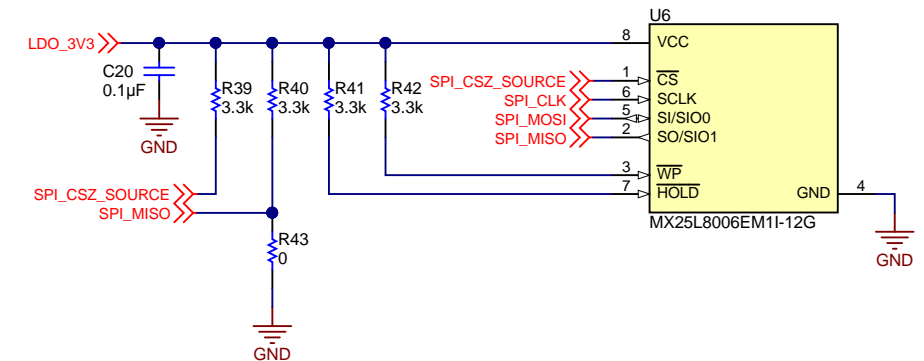 U6
LDO_3V3
8
VCC
C20
0.1µF
R39
3.3k
R40
3.3k
R41
3.3k
R42
3.3k
SPI_CSZ_SOURCE
1
CS
SPI_CLK
6
SCLK
SPI_MOSI
5
SI/SIO0
SPI_MISO
2
SO/SIO1
GND
3
WP
SPI_CSZ_SOURCE
7
HOLD
GND
4
SPI_MISO
MX25L8006EM1I-12G
R43
0
GND
GND